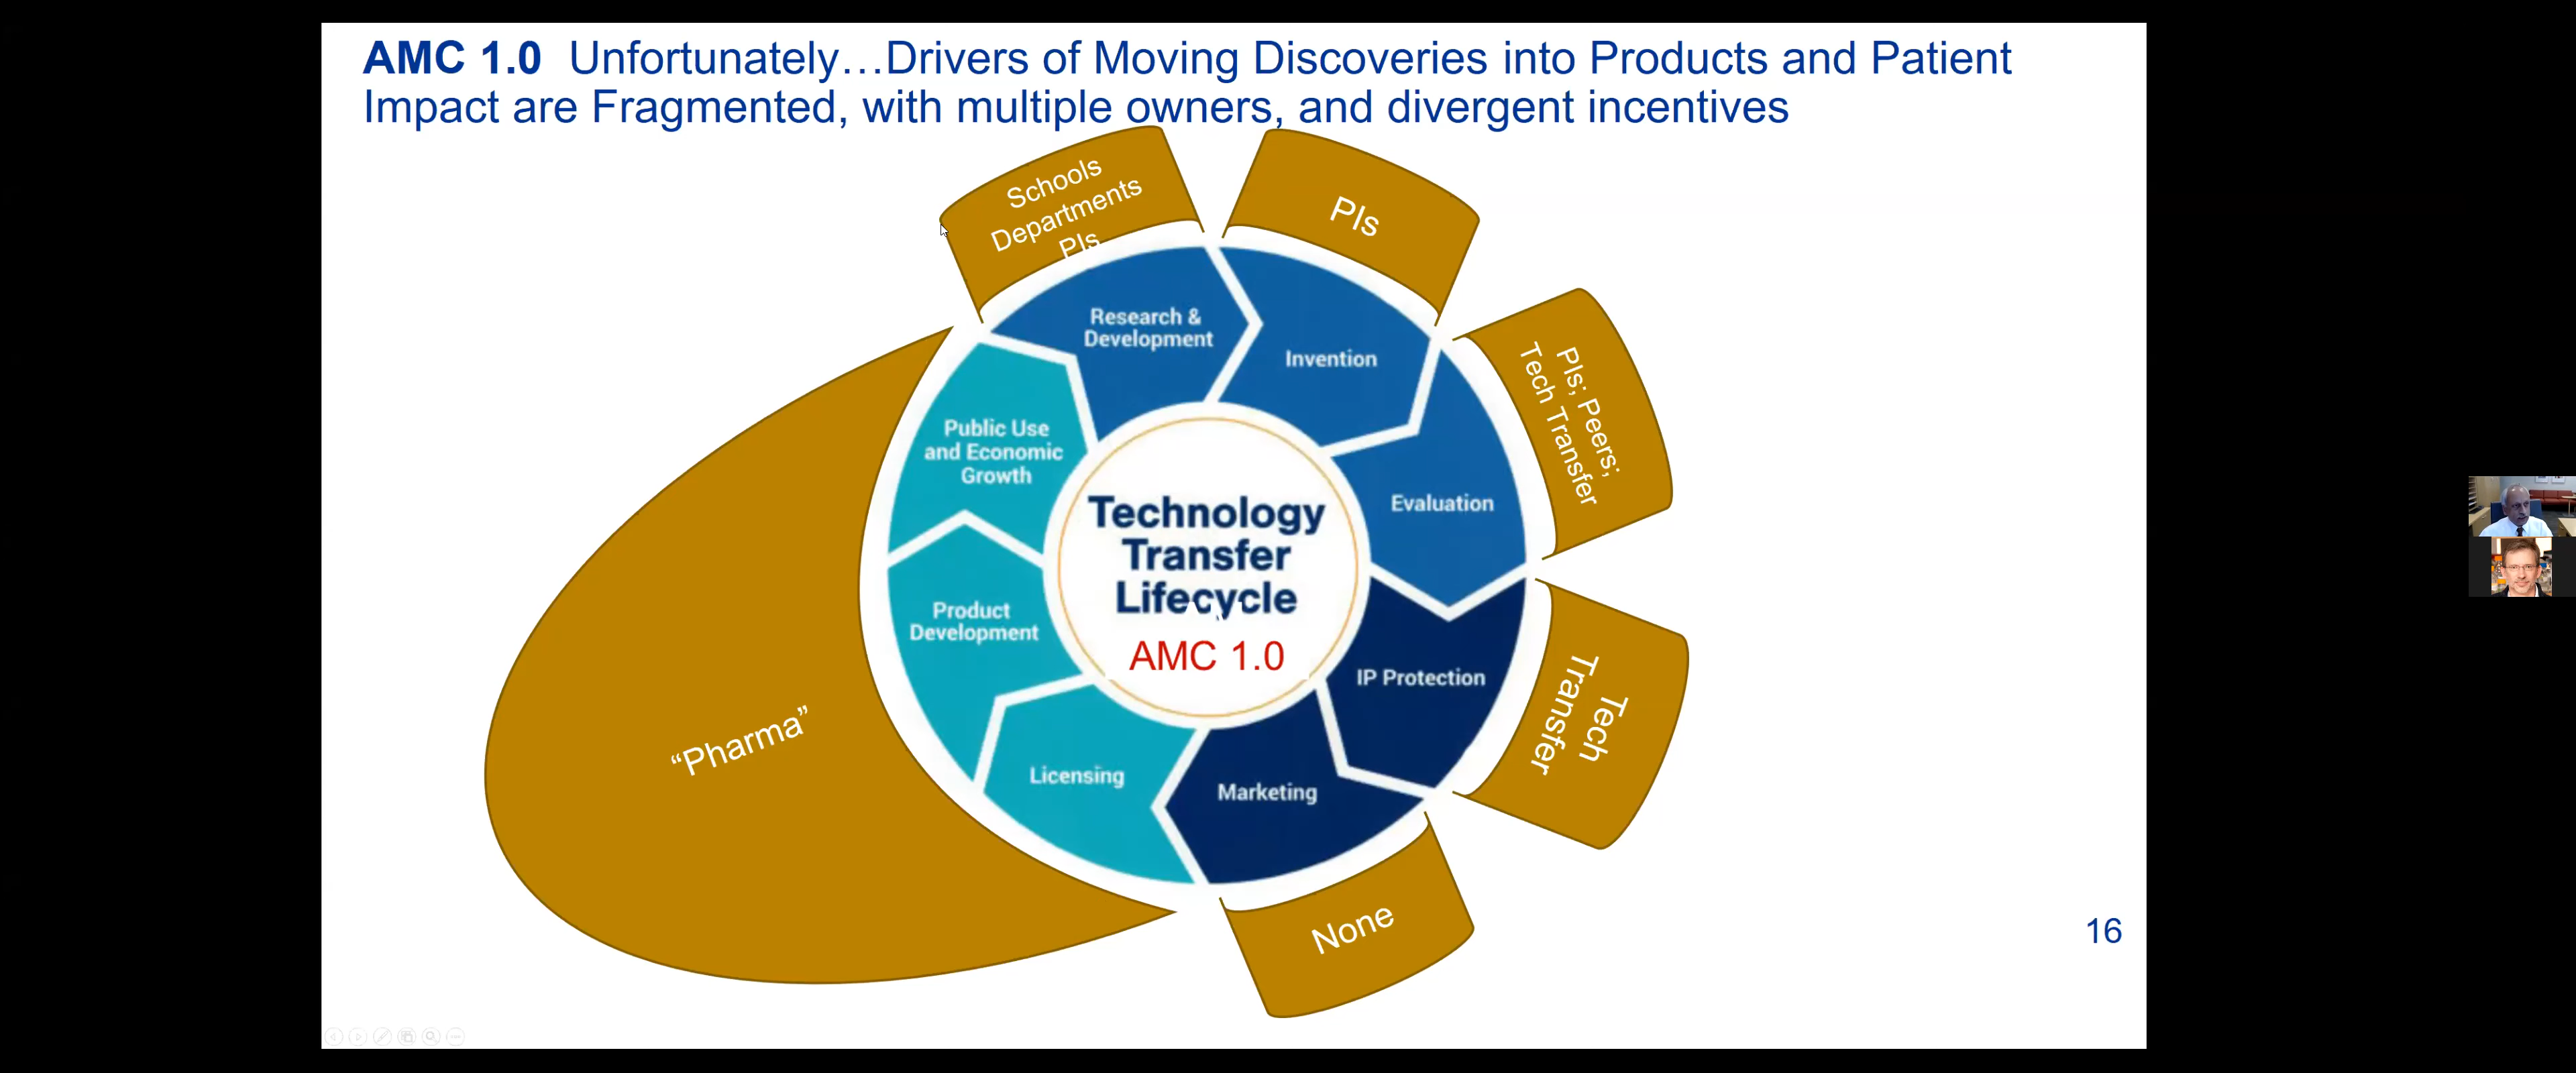 AMC 1.0 Unfortunately…Drivers of Moving Discoveries into Products and Patient
Impact are Fragmented, with multiple owners, and divergent incentives
Schools
Departments
PIs
PIs
PIs; Peers;
Tech Transfer
Tech
Transfer
None
“Pharma”
Research &
Development
Invention
Evaluation
IP Protection
Marketing
Licensing
Product
Development
Public Use
and Economic
Growth
Technology
Transfer
Lifecycle
AMC 1.0
16